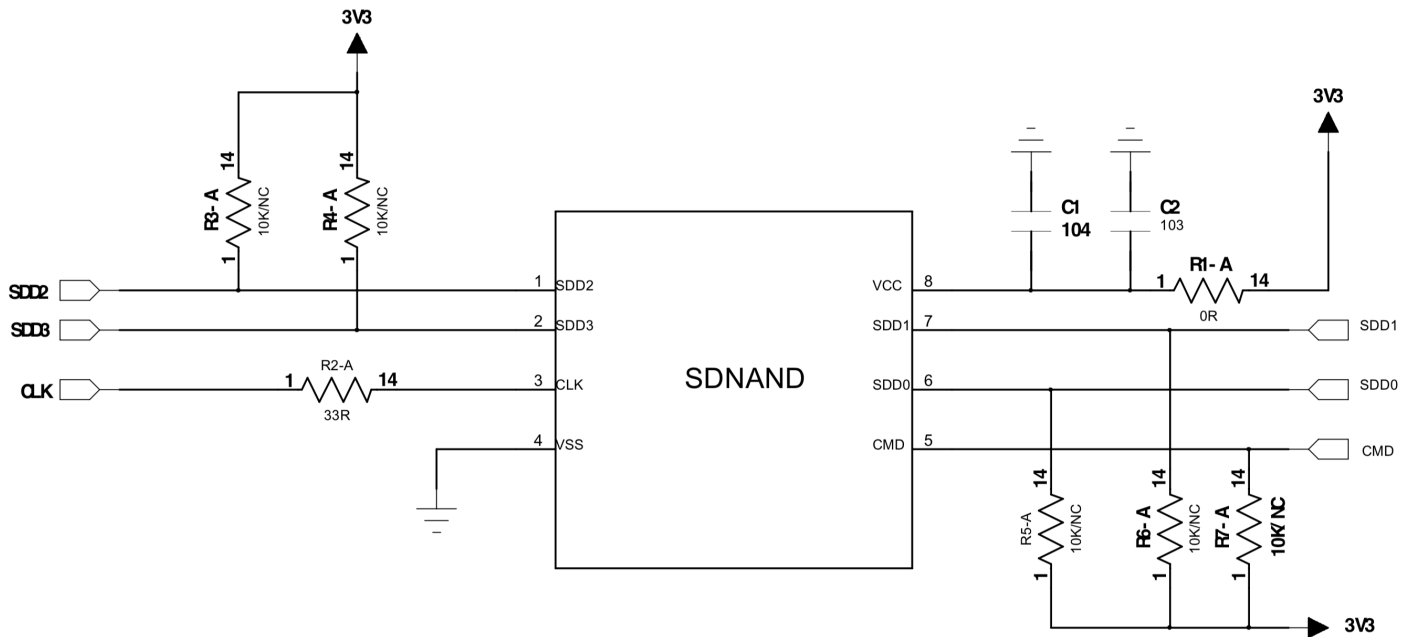 3V3
14
R3-A
10K/NC
1
14
R4-A
10K/NC
1
SDD2
SDD3
CLK
1
R2-A
14
33R
1
SDD2
2
SDD3
3
CLK
4
VSS
SDNAND
VCC
8
SDD1
7
SDD0
6
CMD
5
C1
104
C2
103
R1-A
1
14
0R
3V3
SDD1
SDD0
CMD
14
R5-A
10K/NC
1
14
R6-A
10K/NC
1
14
R7-A
10K/NC
1
3V3